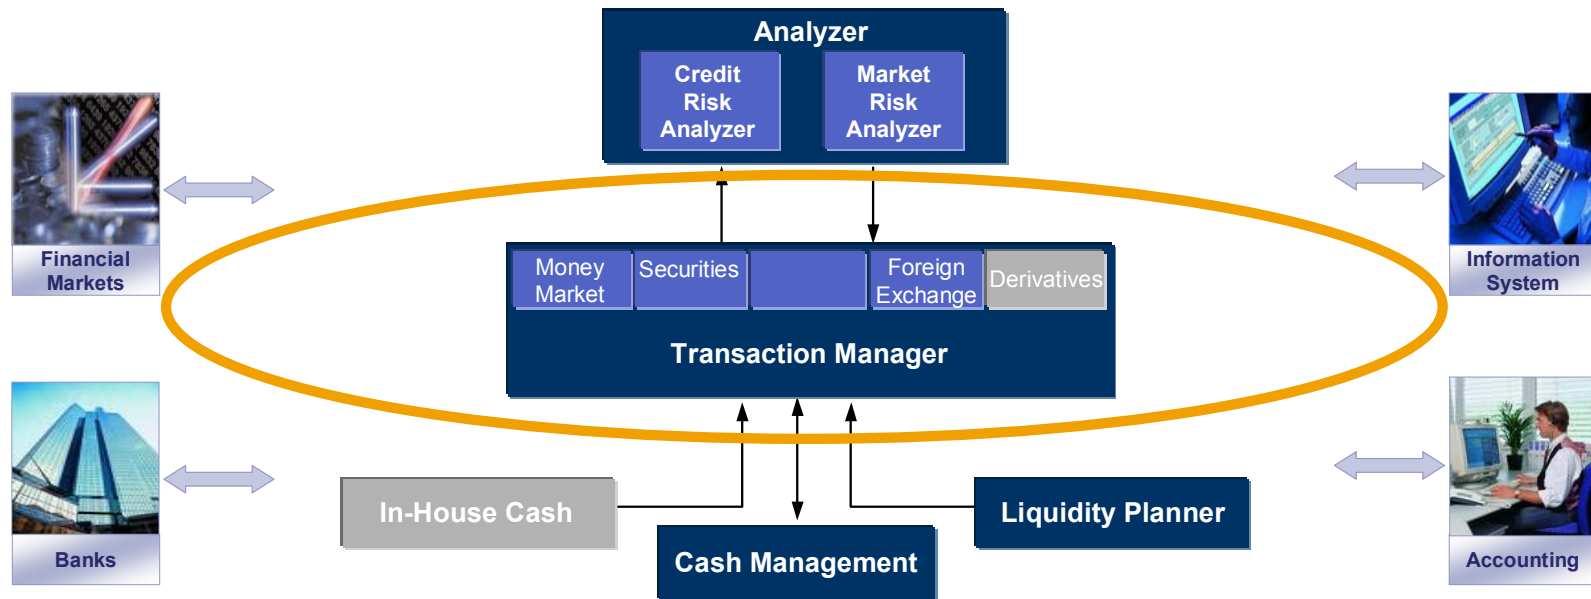 Analyzer
Credit
Risk
Analyzer
Market
Risk
Analyzer
Financial
Markets
Information
System
Money
Market
Securities
Foreign
Exchange
Derivatives
Transaction Manager
In-House Cash
Liquidity Planner
Cash Management
Banks
Accounting